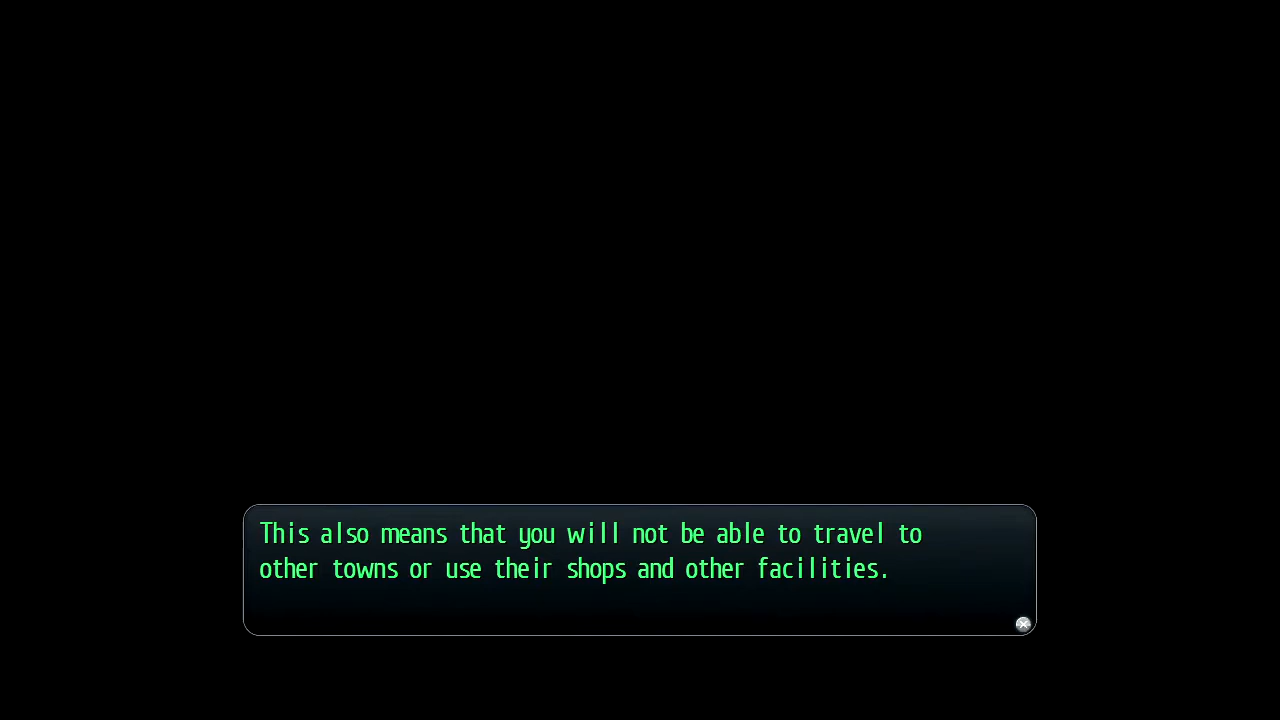 This also means that you will not be able to travel to
other towns or use their shops and other facilities.